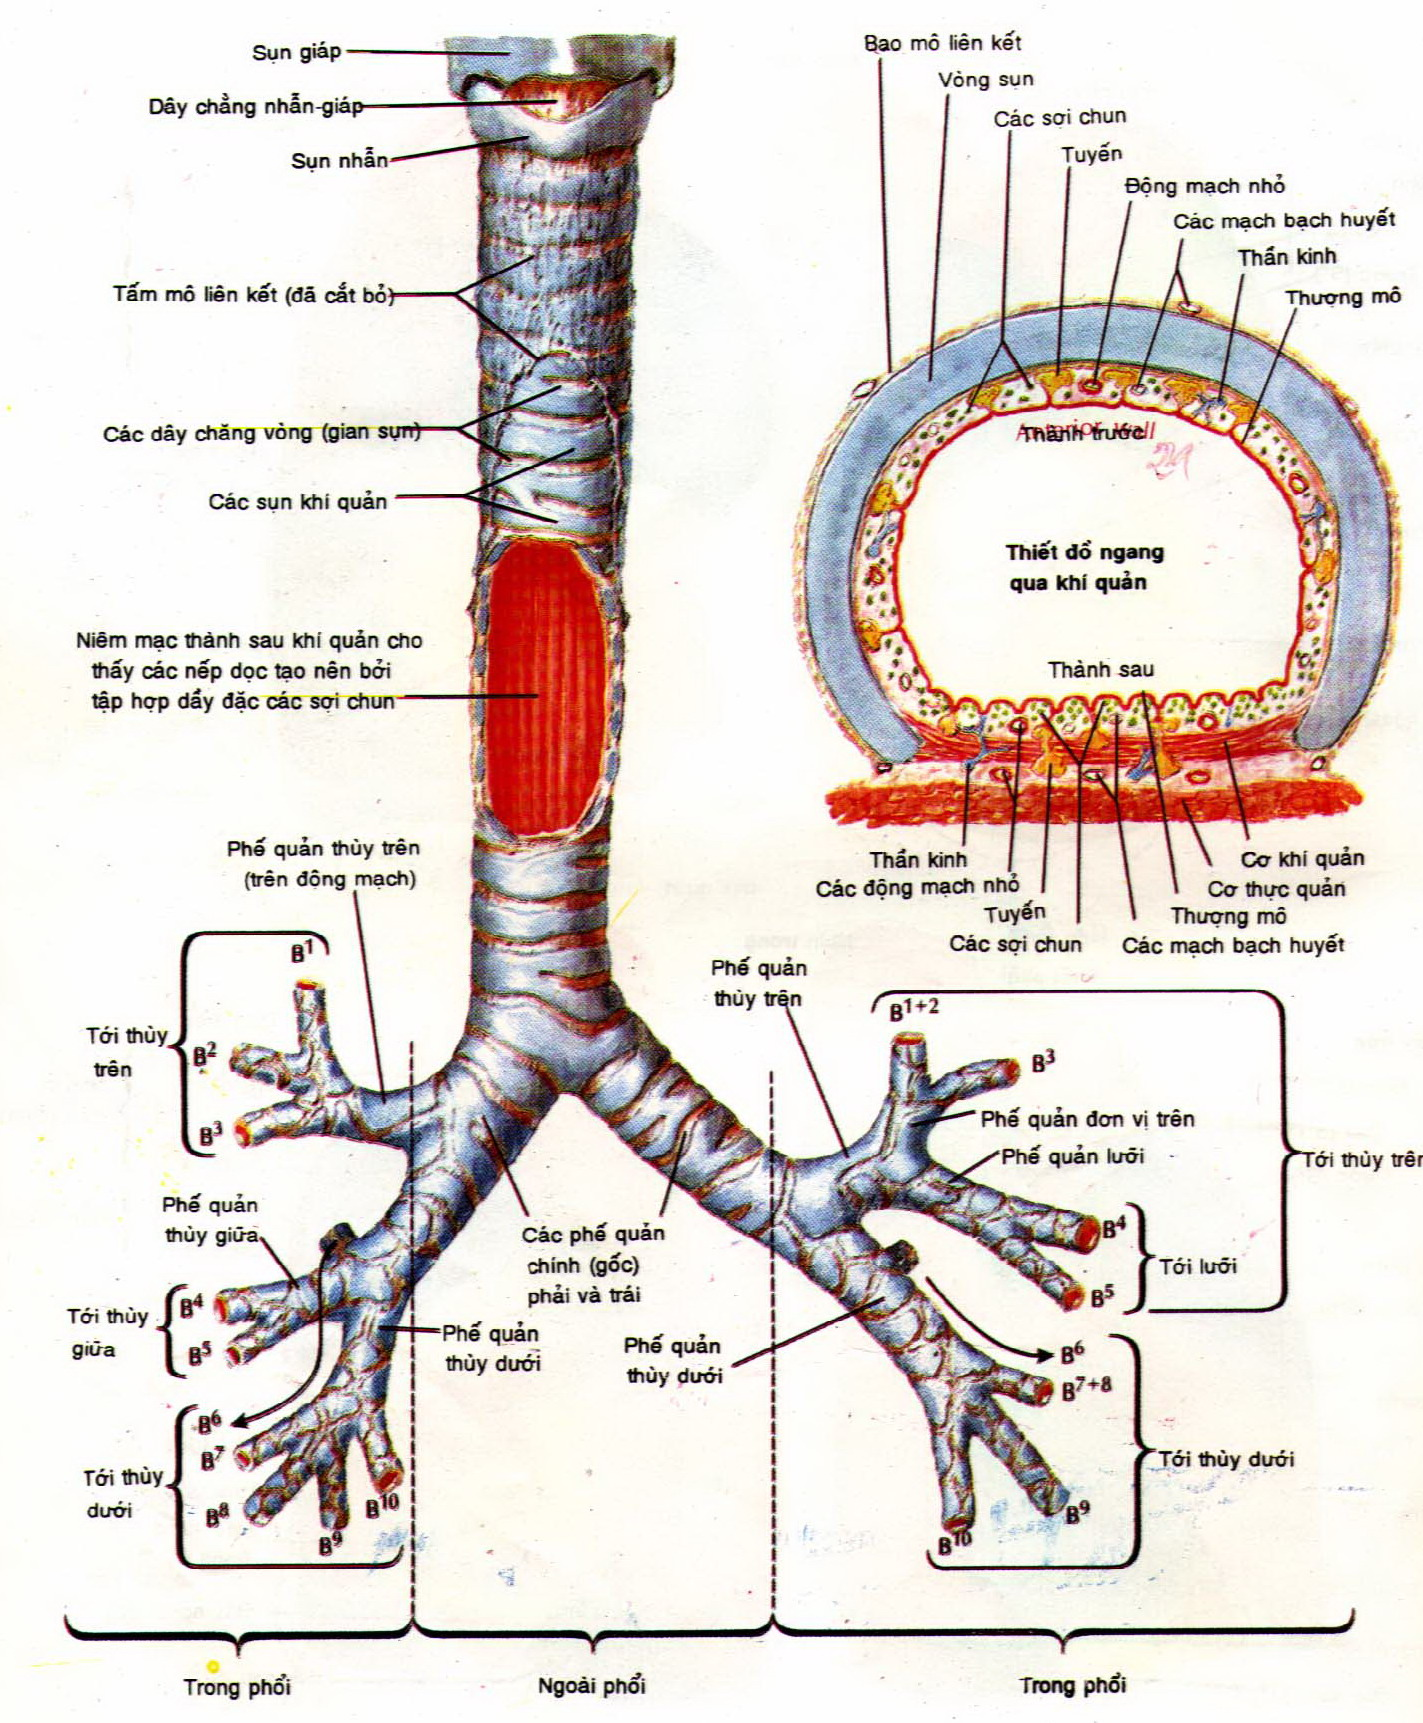 Sụn giáp
Dây chằng nhẫn-giáp
Sụn nhẫn
Tấm mô liên kết (đã cắt bỏ)
Các dây chăng vòng (gian sụn)
Các sụn khí quản
Niêm mạc thành sau khí quản cho
thấy các nếp dọc tạo nên bởi
tập hợp dầy đặc các sợi chun
Bao mô liên kết
Vòng sụn
Các sợi chun
Tuyến
Động mạch nhỏ
Các mạch bạch huyết
Thần kinh
Thượng mô
Anterior wall
Thành trước
Thiết đồ ngang
qua khí quản
Thành sau
Thần kinh
Các động mạch nhỏ
Tuyến
Các sợi chun
Cơ khí quản
Cơ thực quản
Thượng mô
Các mạch bạch huyết
Phế quản thùy trên
(trên động mạch)
B1
B2
B3
Tới thùy
trên
Phế quản
thùy giữa
B4
B5
Tới thùy
giữa
B6
B7
B8
B9
B10
Tới thùy
dưới
Phế quản
thùy dưới
Các phế quản
chính (gốc)
phải và trái
Phế quản
thùy trên
B1+2
B3
Phế quản đơn vị trên
Phế quản lưỡi
Tới thùy trên
B4
B5
Tới lưỡi
Phế quản
thùy dưới
B6
B7+8
B9
B10
Tới thùy dưới
Trong phổi
Ngoài phổi
Trong phổi